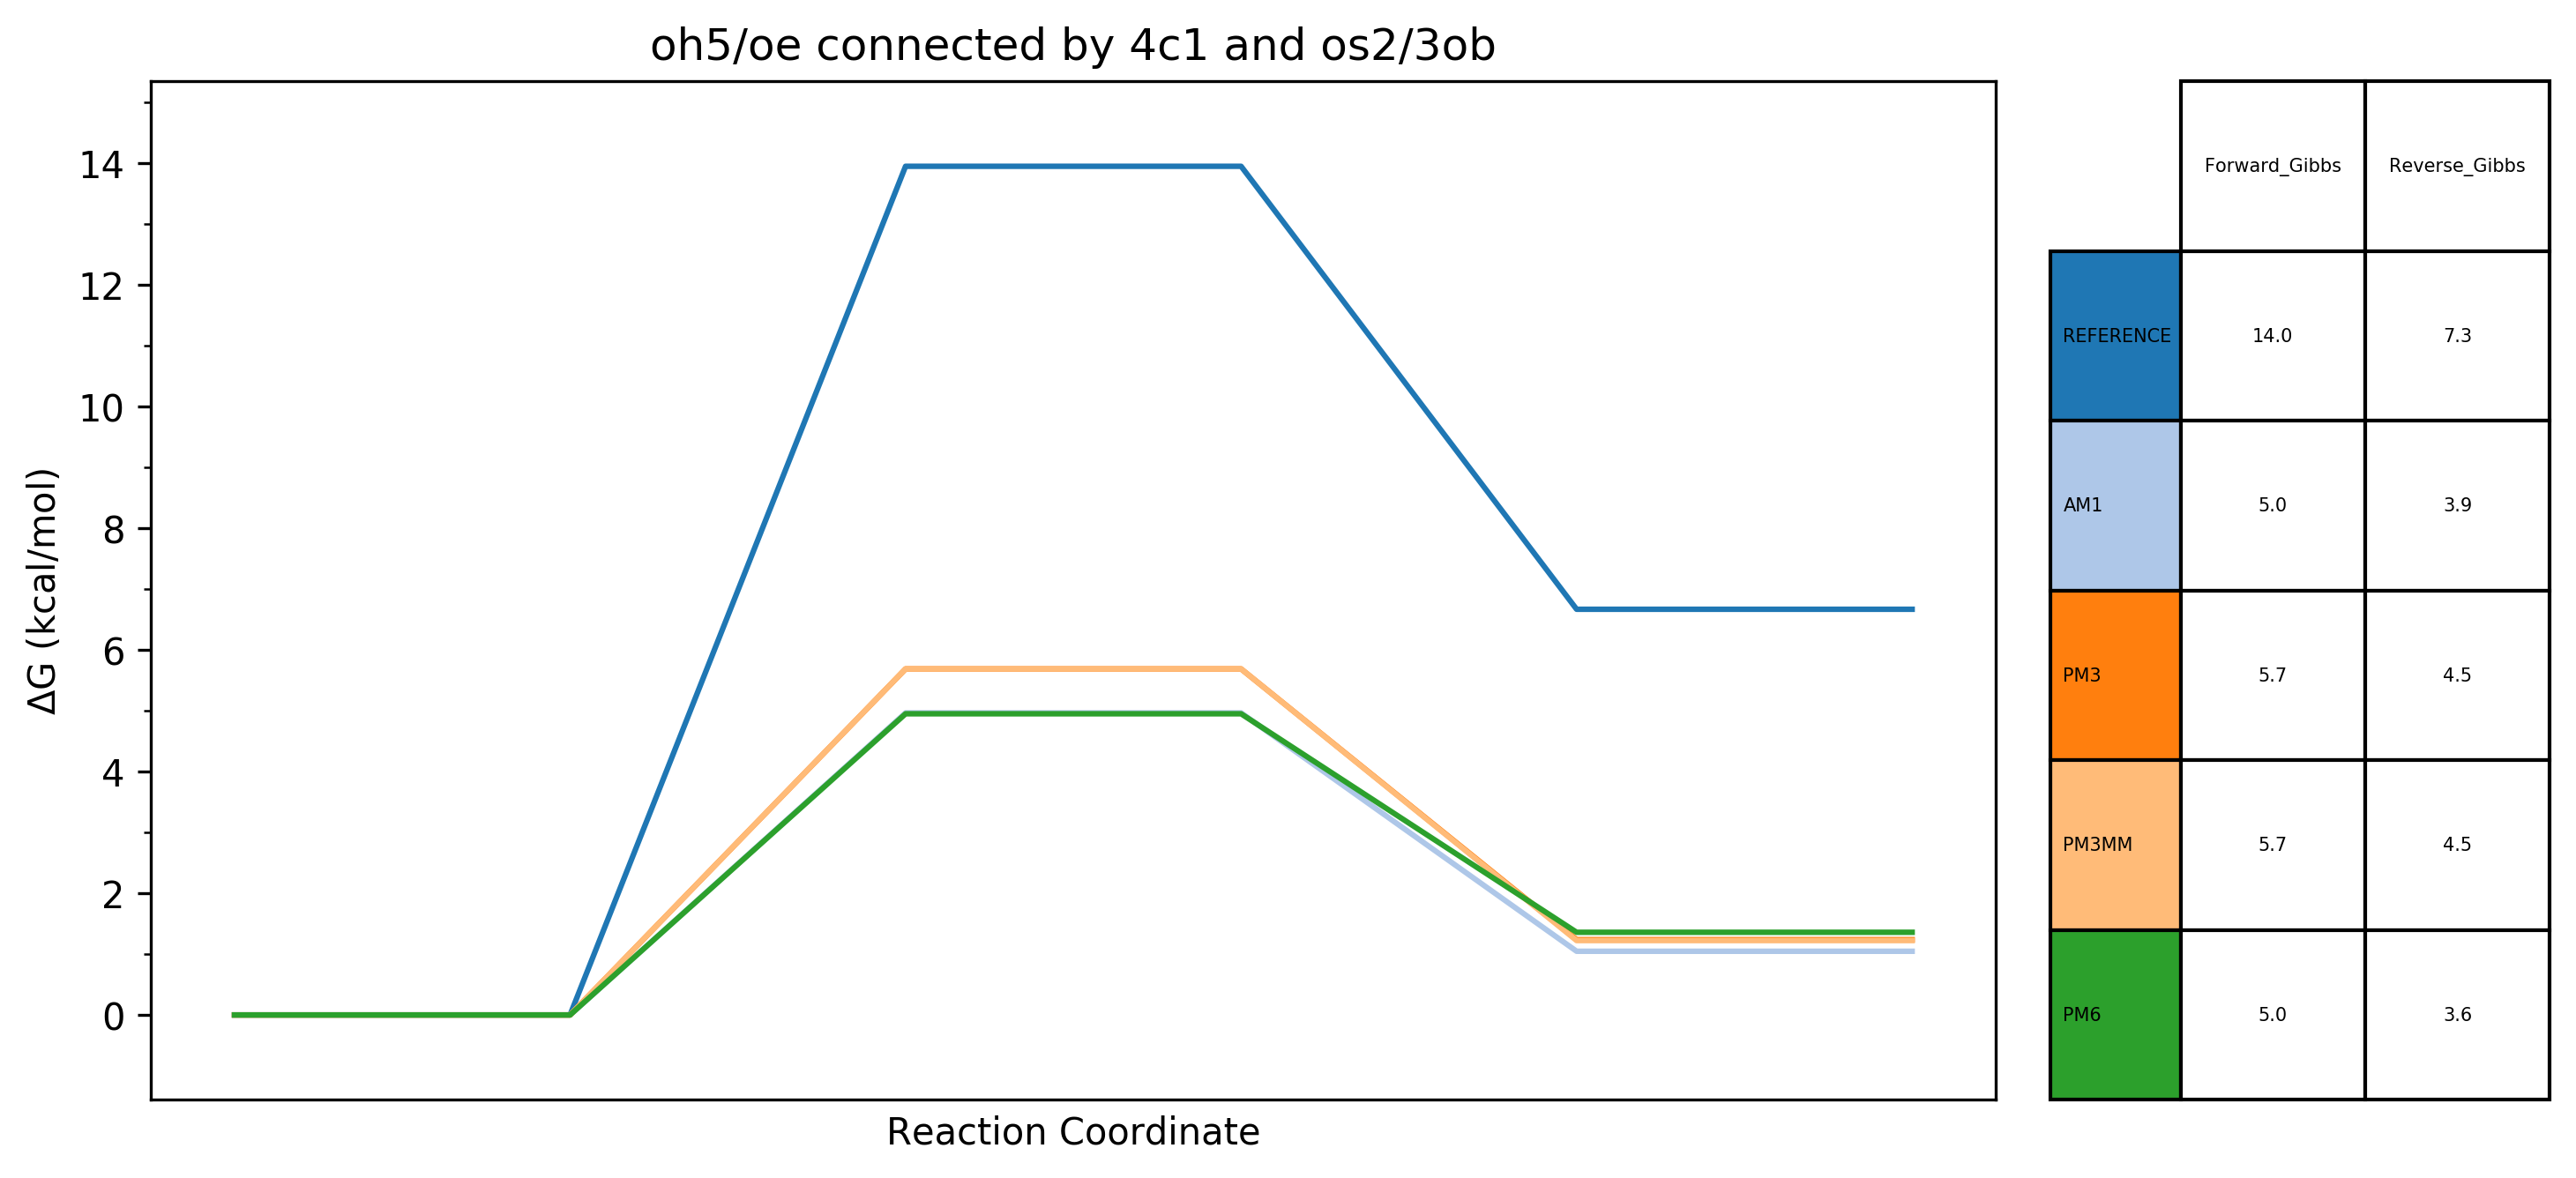 oh5/oe connected by 4c1 and os2/3ob
ΔG (kcal/mol)
14
12
10
8
6
4
2
0
Reaction Coordinate
Forward_Gibbs Reverse_Gibbs
REFERENCE 14.0 7.3
AM1 5.0 3.9
PM3 5.7 4.5
PM3MM 5.7 4.5
PM6 5.0 3.6